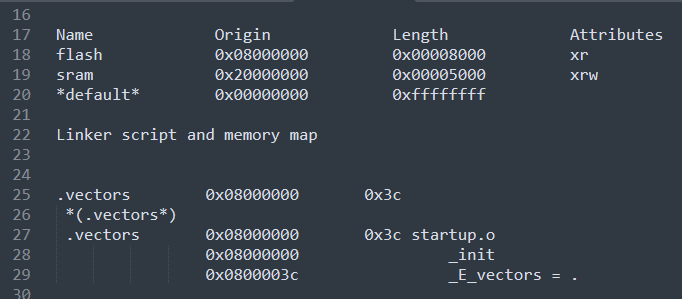 16
17 Name Origin Length Attributes
18 flash 0x08000000 0x00008000 xr
19 sram 0x20000000 0x00005000 xrw
20 *default* 0x00000000 0xffffffff
21
22 Linker script and memory map
23
24
25 .vectors 0x08000000 0x3c
26 *(.vectors*)
27 .vectors 0x08000000 0x3c startup.o
28 0x08000000 _init
29 0x0800003c _E_vectors = .
30